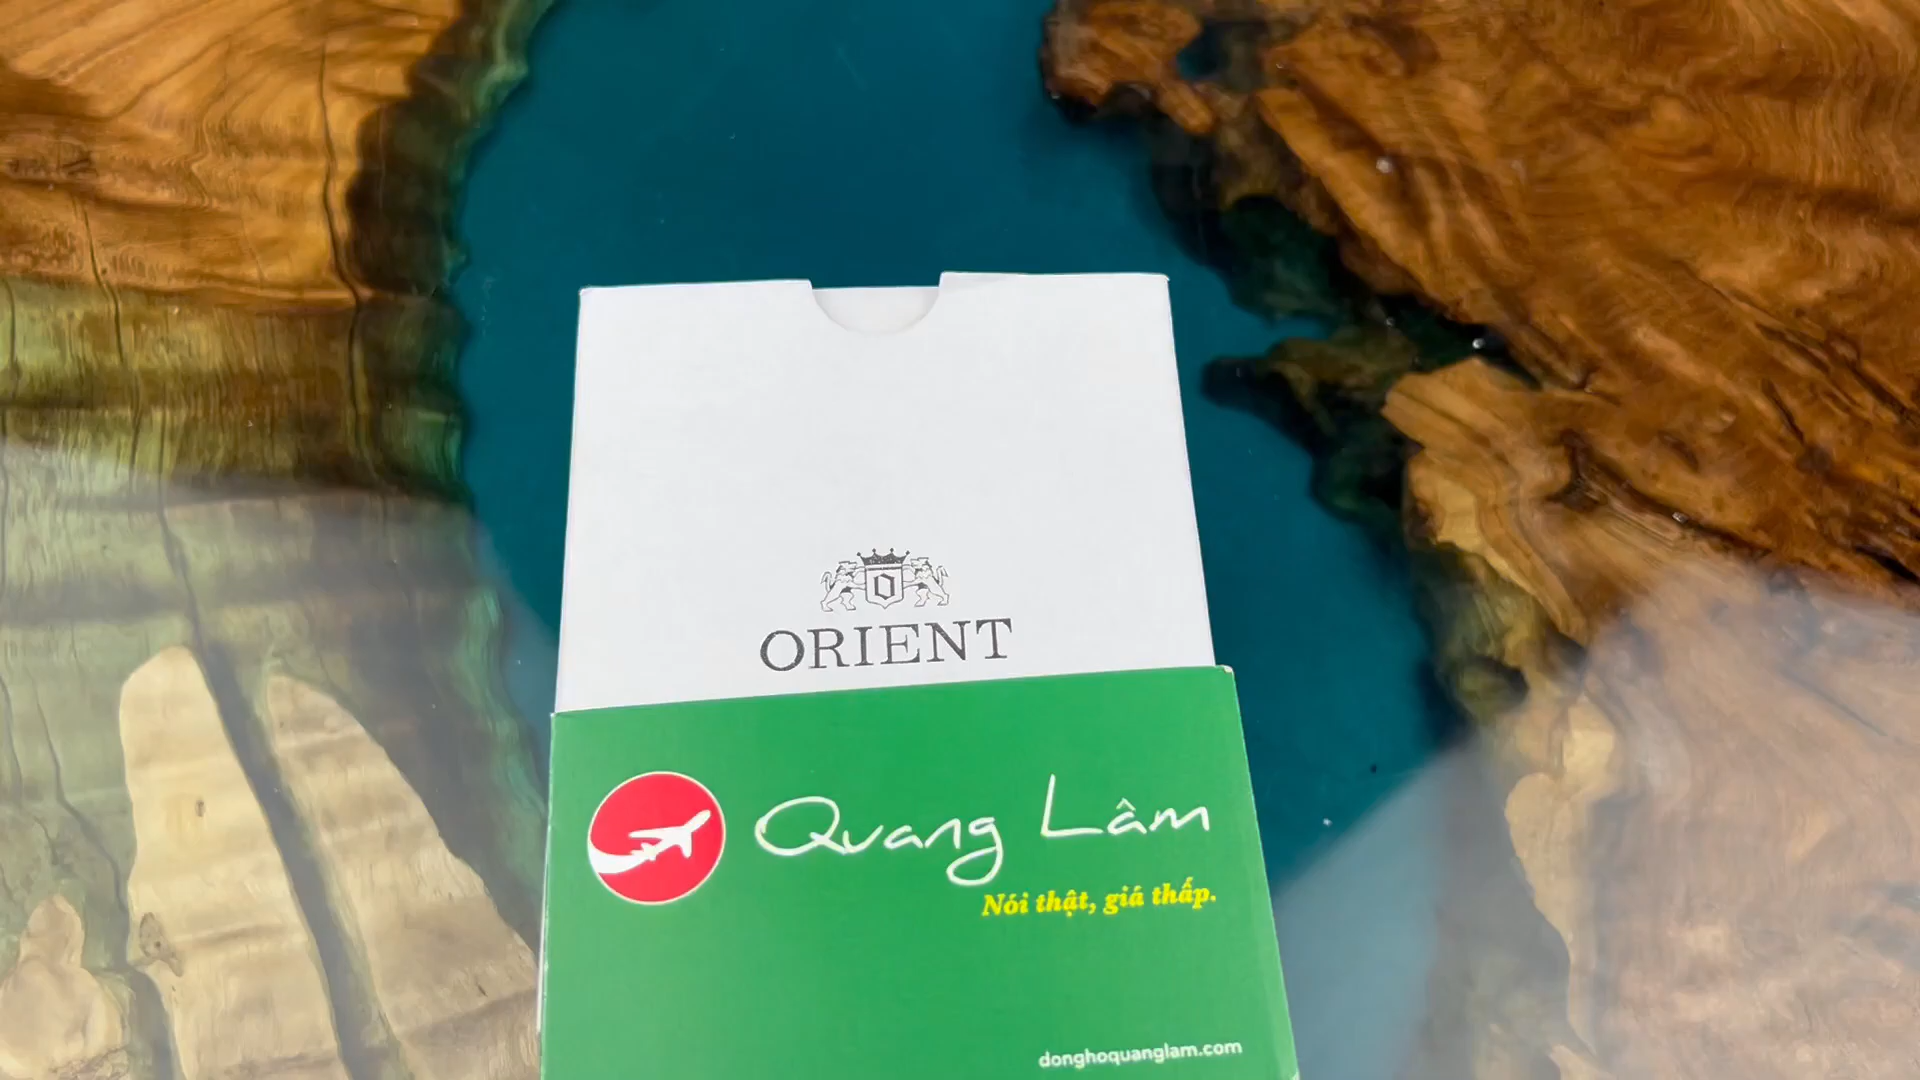 O
ORIENT
Quang Lâm
Nói thật, giá thấp.
donghoquanglam.com